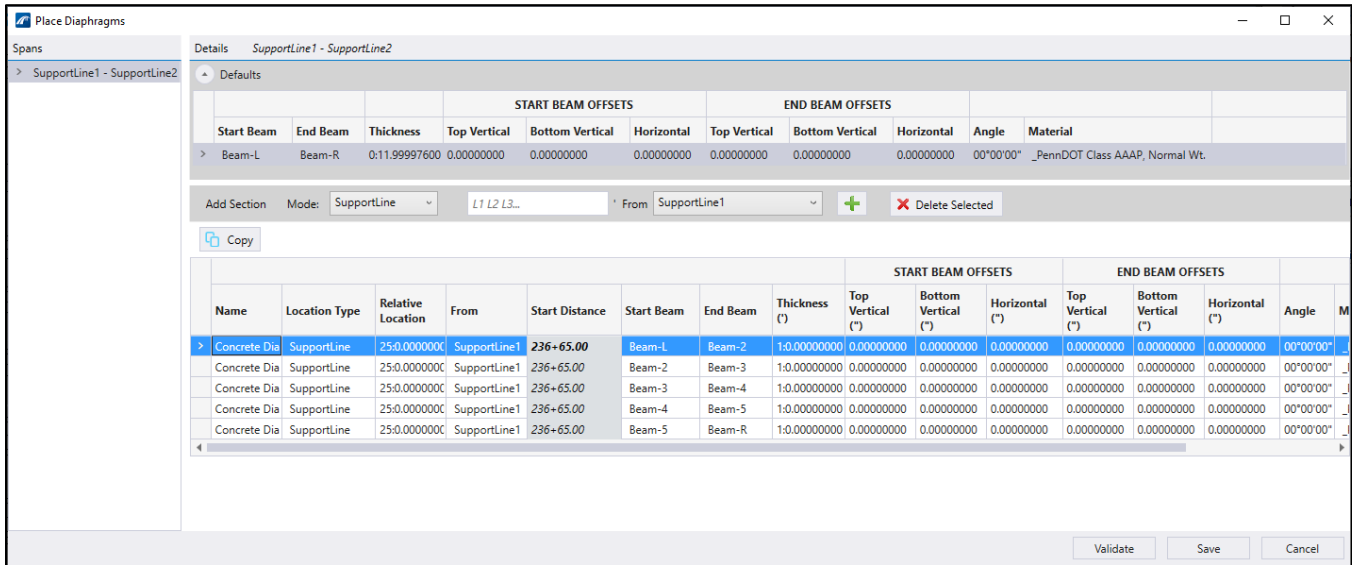 Place Diaphragms
Spans
Details SupportLine1 - SupportLine2
SupportLine1 - SupportLine2
Defaults
START BEAM OFFSETS END BEAM OFFSETS
Start Beam End Beam Thickness Top Vertical Bottom Vertical Horizontal Top Vertical Bottom Vertical Horizontal Angle Material
Beam-L Beam-R 0:11.99997600 0.00000000 0.00000000 0.00000000 0.00000000 0.00000000 0.00000000 00°00'00" _PennDOT Class AAAP, Normal Wt.
Add Section Mode: SupportLine L1 L2 L3... ' From SupportLine1 Delete Selected
Copy
START BEAM OFFSETS END BEAM OFFSETS
Name Location Type Relative Location From Start Distance Start Beam End Beam Thickness (') Top Vertical (") Bottom Vertical (") Horizontal (") Top Vertical (") Bottom Vertical (") Horizontal (") Angle M
Concrete Dia SupportLine 25:0.0000000 SupportLine1 236+65.00 Beam-L Beam-2 1:0.00000000 0.00000000 0.00000000 0.00000000 0.00000000 0.00000000 0.00000000 00°00'00" _
Concrete Dia SupportLine 25:0.0000000 SupportLine1 236+65.00 Beam-2 Beam-3 1:0.00000000 0.00000000 0.00000000 0.00000000 0.00000000 0.00000000 0.00000000 00°00'00" _
Concrete Dia SupportLine 25:0.0000000 SupportLine1 236+65.00 Beam-3 Beam-4 1:0.00000000 0.00000000 0.00000000 0.00000000 0.00000000 0.00000000 0.00000000 00°00'00" _
Concrete Dia SupportLine 25:0.0000000 SupportLine1 236+65.00 Beam-4 Beam-5 1:0.00000000 0.00000000 0.00000000 0.00000000 0.00000000 0.00000000 0.00000000 00°00'00" _
Concrete Dia SupportLine 25:0.0000000 SupportLine1 236+65.00 Beam-5 Beam-R 1:0.00000000 0.00000000 0.00000000 0.00000000 0.00000000 0.00000000 0.00000000 00°00'00" _
Validate Save Cancel